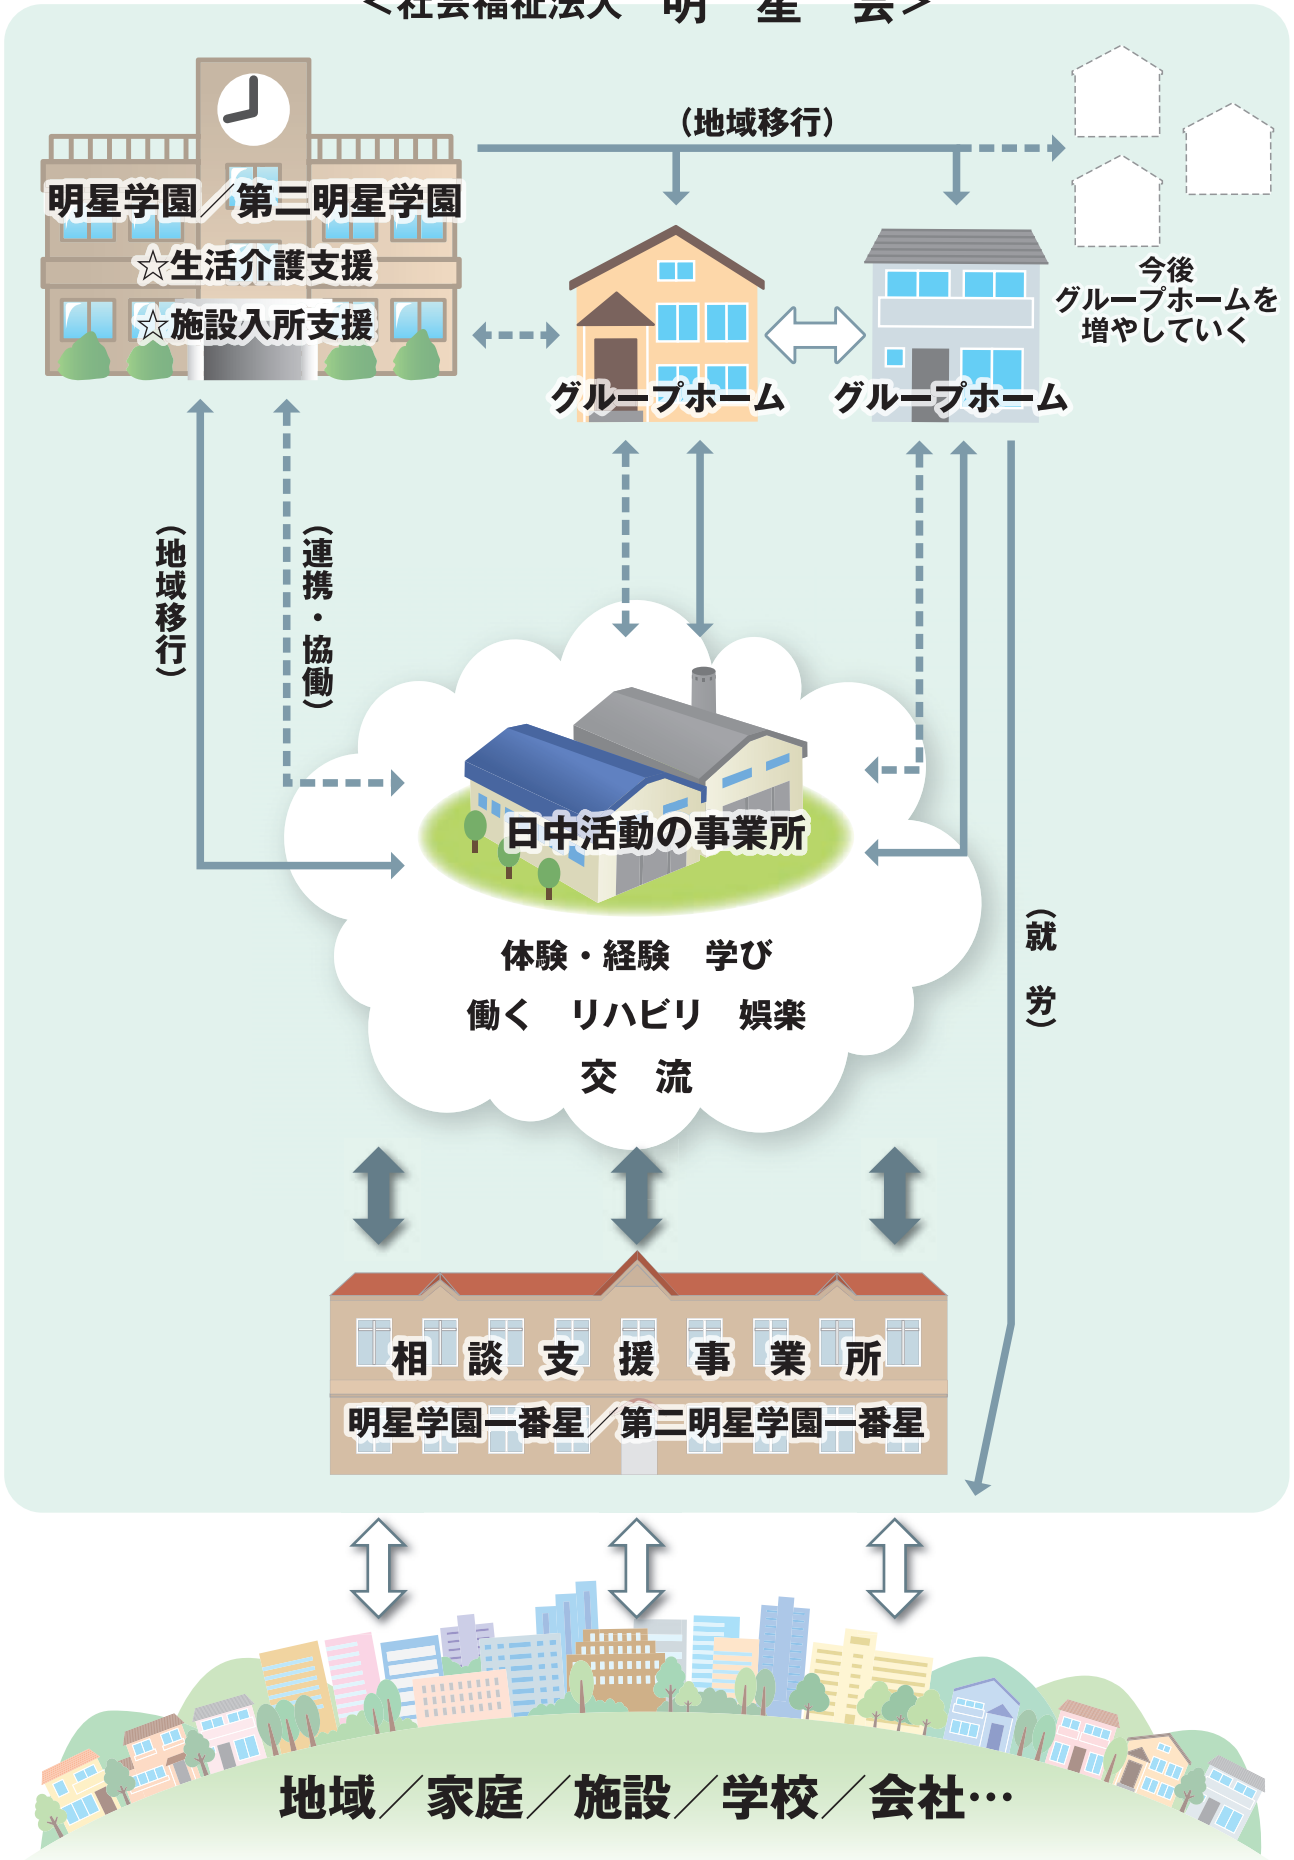 ＜社会福祉法人　明　星　会＞
（地域移行）
明星学園／第二明星学園
☆生活介護支援
☆施設入所支援
今後
グループホームを
増やしていく
グループホーム
グループホーム
（地域移行）
（連携・協働）
日中活動の事業所
体験・経験　学び
働く　リハビリ　娯楽
交　流
（就　労）
相　談　支　援　事　業　所
明星学園一番星／第二明星学園一番星
地域／家庭／施設／学校／会社…